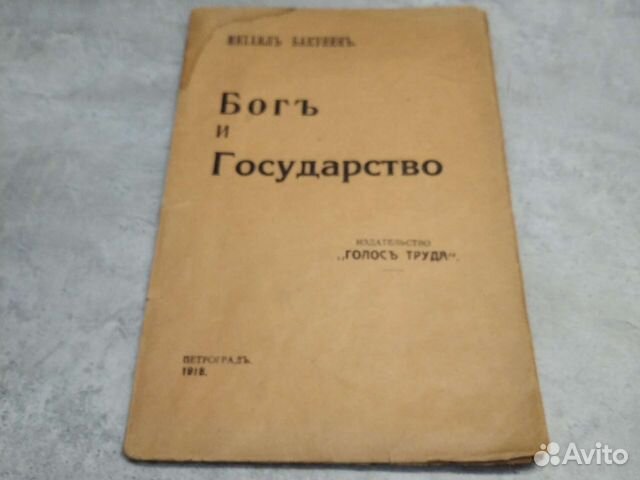 МИХАИЛЪ БАКУНИНЪ.
Богъ
и
Государство
ИЗДАТЕЛЬСТВО
„ГОЛОСЪ ТРУДА".
ПЕТРОГРАДЪ.
1918.
Avito